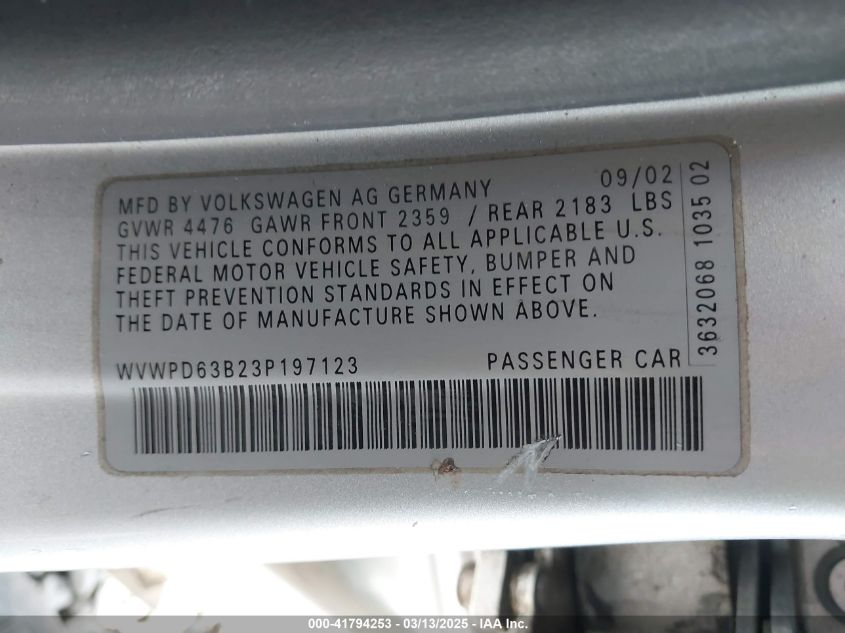 MFD BY VOLKSWAGEN AG GERMANY 09/02
GVWR 4476 GAWR FRONT 2359 / REAR 2183 LBS
THIS VEHICLE CONFORMS TO ALL APPLICABLE U.S.
FEDERAL MOTOR VEHICLE SAFETY, BUMPER AND
THEFT PREVENTION STANDARDS IN EFFECT ON
THE DATE OF MANUFACTURE SHOWN ABOVE.
WVWPD63B23P197123 PASSENGER CAR
3632068 1035 02
000-41794253 - 03/13/2025 - IAA Inc.